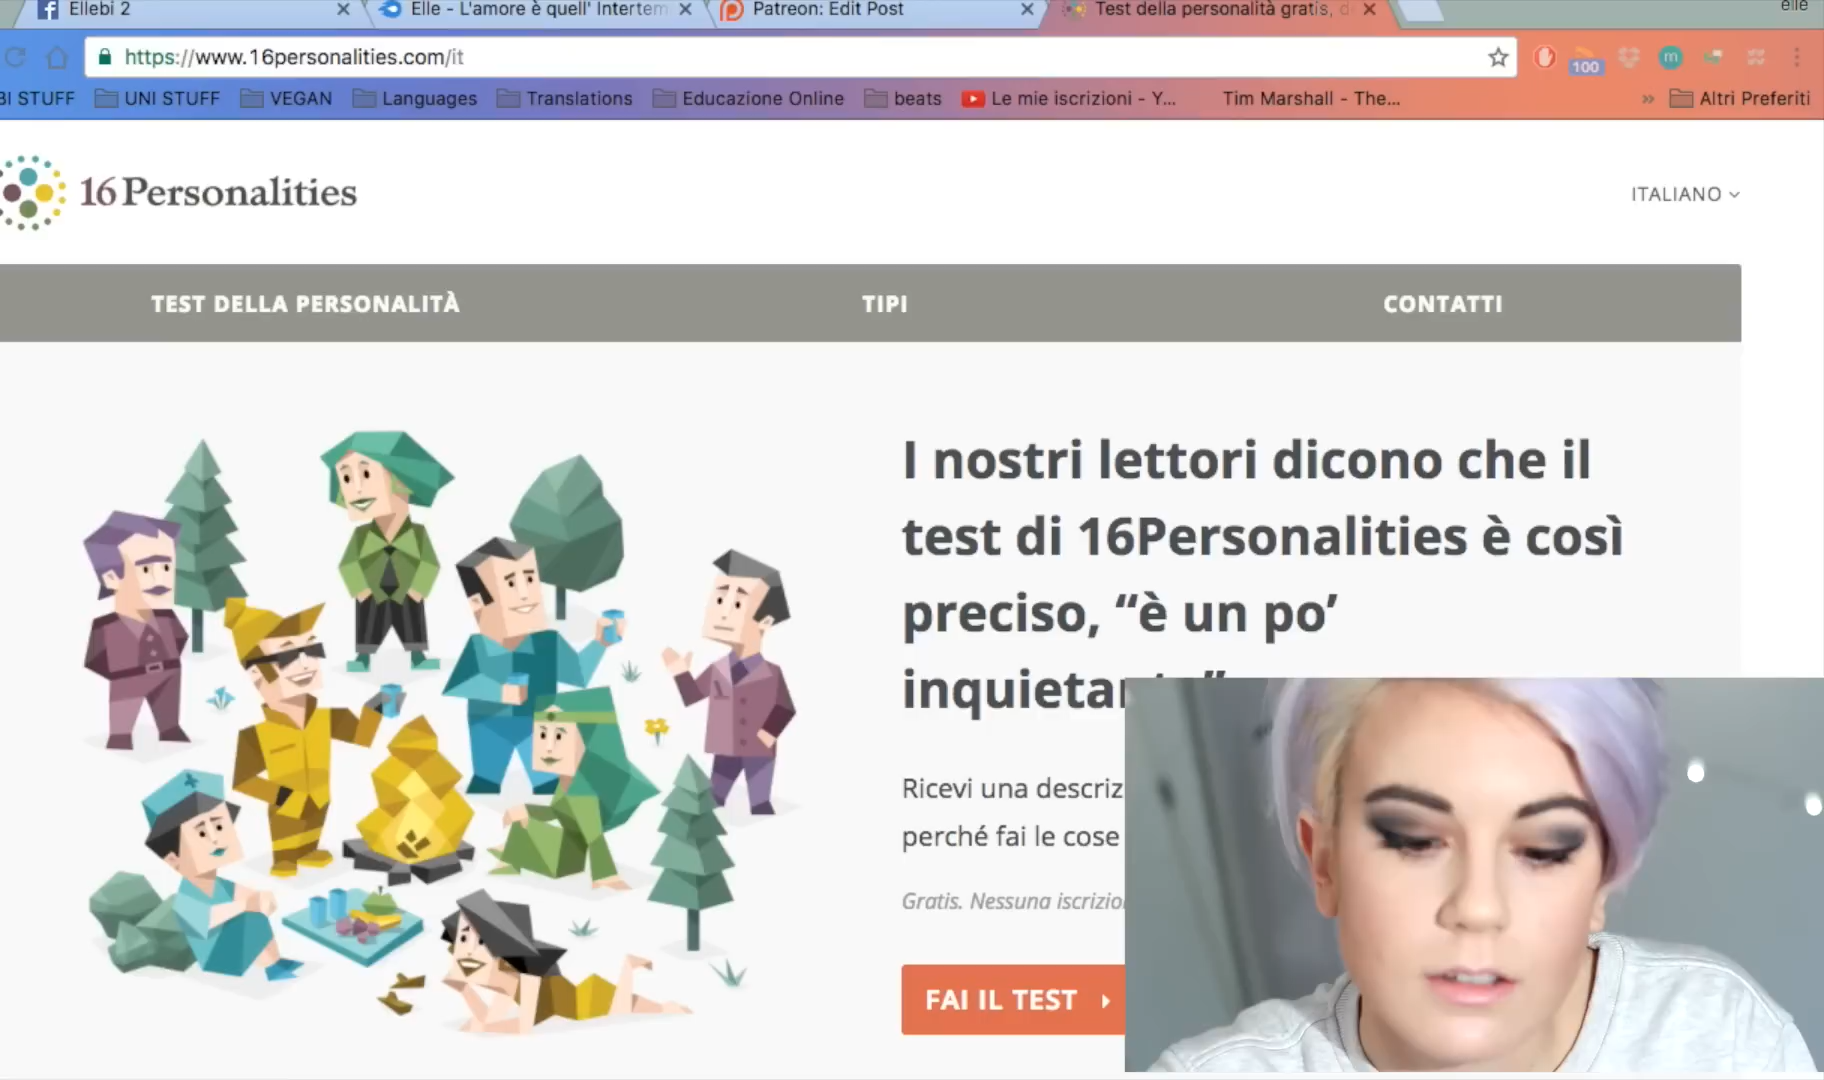 Ellebi 2
Elle - L'amore è quell' Interterm
Patreon: Edit Post
Test della personalità gratis, d
elle
https://www.16personalities.com/it
100
m
BI STUFF
UNI STUFF
VEGAN
Languages
Translations
Educazione Online
beats
Le mie iscrizioni - Y...
Tim Marshall - The...
»
Altri Preferiti
16Personalities
ITALIANO
TEST DELLA PERSONALITÀ
TIPI
CONTATTI
I nostri lettori dicono che il
test di 16Personalities è così
preciso, “è un po’
Ricevi una descriz
perché fai le cose
Gratis. Nessuna iscrizio
FAI IL TEST